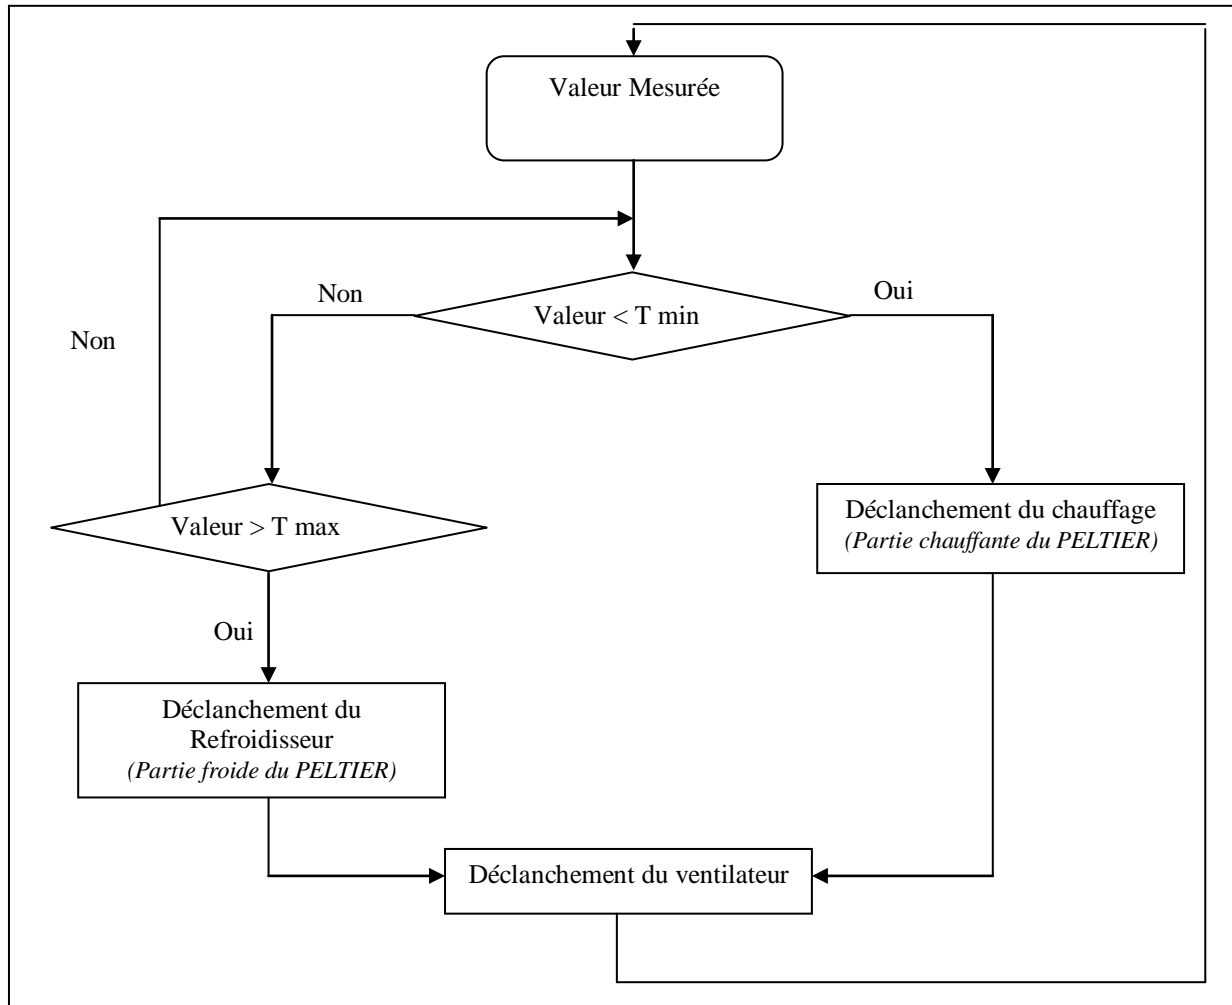 Valeur Mesurée
Non
Oui
Valeur < T min
Non
Valeur > T max
Déclanchement du chauffage
(Partie chauffante du PELTIER)
Oui
Déclanchement du
Refroidisseur
(Partie froide du PELTIER)
Déclanchement du ventilateur